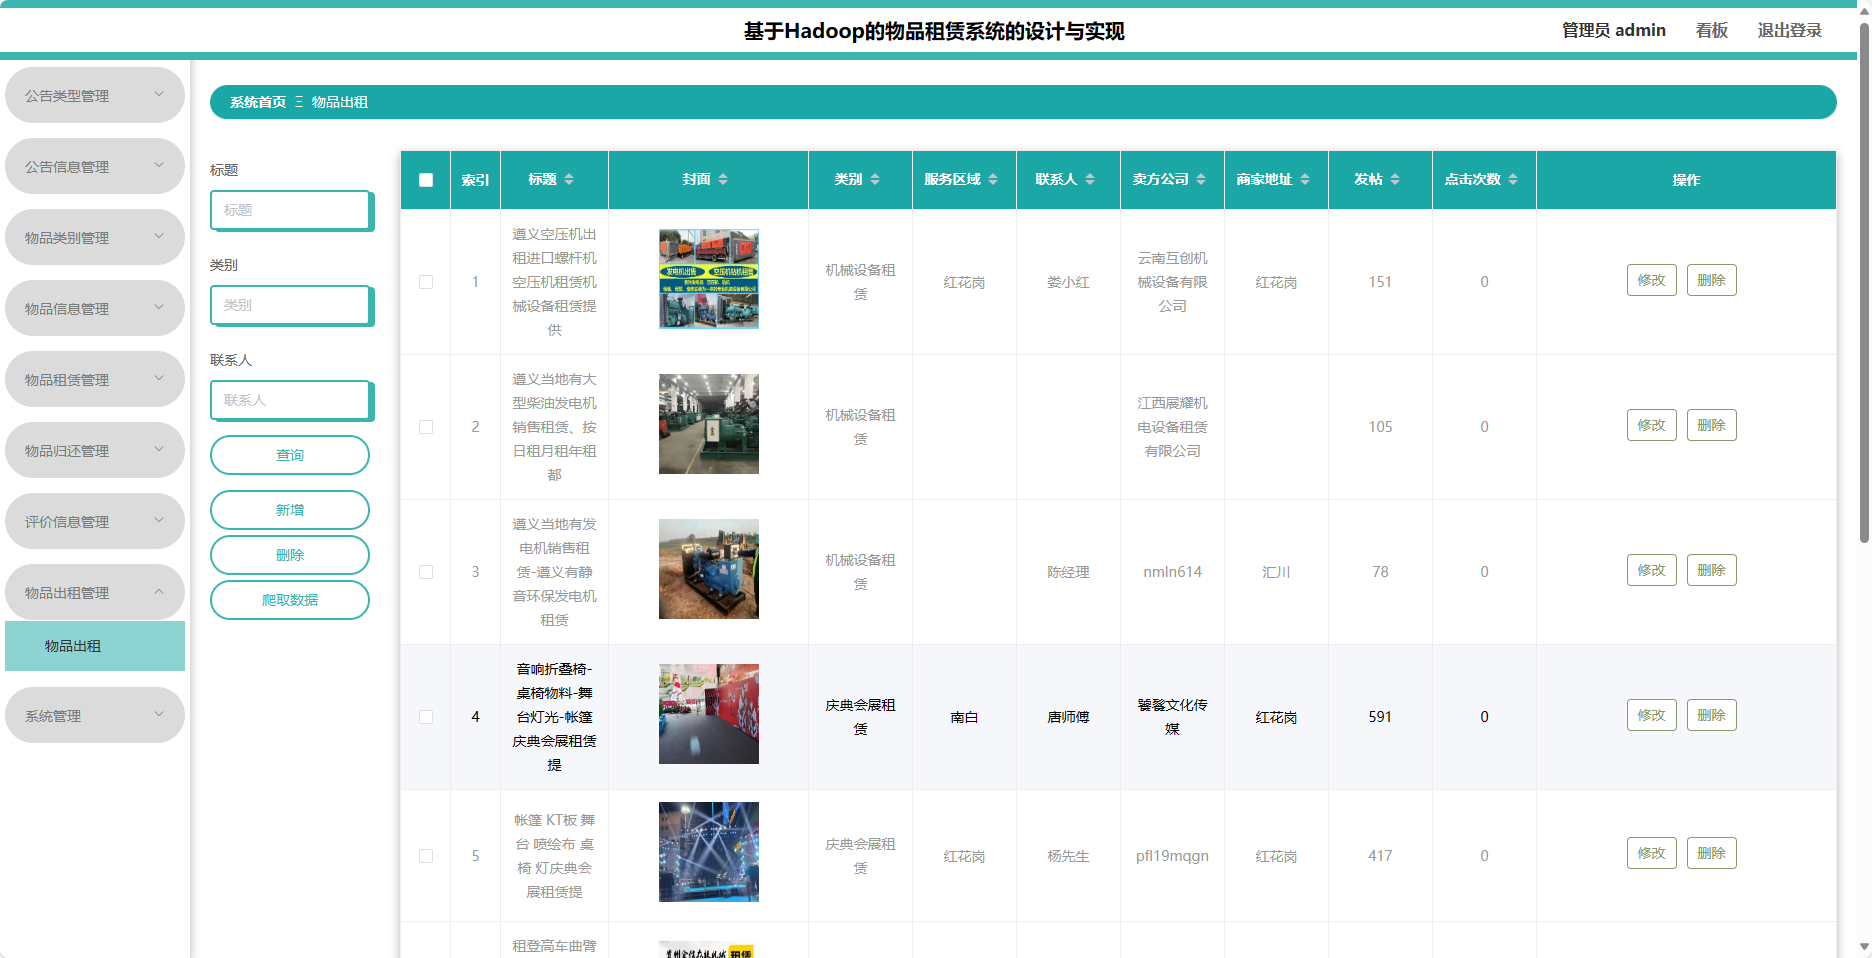 基于Hadoop的物品租赁系统的设计与实现
管理员 admin
看板
退出登录
公告类型管理
公告信息管理
物品类别管理
物品信息管理
物品租赁管理
物品归还管理
评价信息管理
物品出租管理
物品出租
系统管理
系统首页 Ξ 物品出租
标题
标题
类别
类别
联系人
联系人
查询
新增
删除
爬取数据
索引 标题 封面 类别 服务区域 联系人 卖方公司 商家地址 发帖 点击次数 操作
1
遵义空压机出
租进口螺杆机
空压机租赁机
械设备租赁提
供
发电机出售 空压机钻机租售
机械设备租
赁
红花岗
娄小红
云南互创机
械设备有限
公司
红花岗
151
0
修改 删除
2
遵义当地有大
型柴油发电机
销售租赁、按
日租月租年租
都
机械设备租
赁
江西展耀机
电设备租赁
有限公司
105
0
修改 删除
3
遵义当地有发
电机销售租
赁-遵义有静
音环保发电机
租赁
机械设备租
赁
陈经理
nmln614
汇川
78
0
修改 删除
4
音响折叠椅-
桌椅物料-舞
台灯光-帐篷
庆典会展租赁
提
庆典会展租
赁
南白
唐师傅
饕餮文化传
媒
红花岗
591
0
修改 删除
5
帐篷 KT板 舞
台 喷绘布 桌
椅 灯庆典会
展租赁提
庆典会展租
赁
红花岗
杨先生
pfl19mqgn
红花岗
417
0
修改 删除
租登高车曲臂
租赁